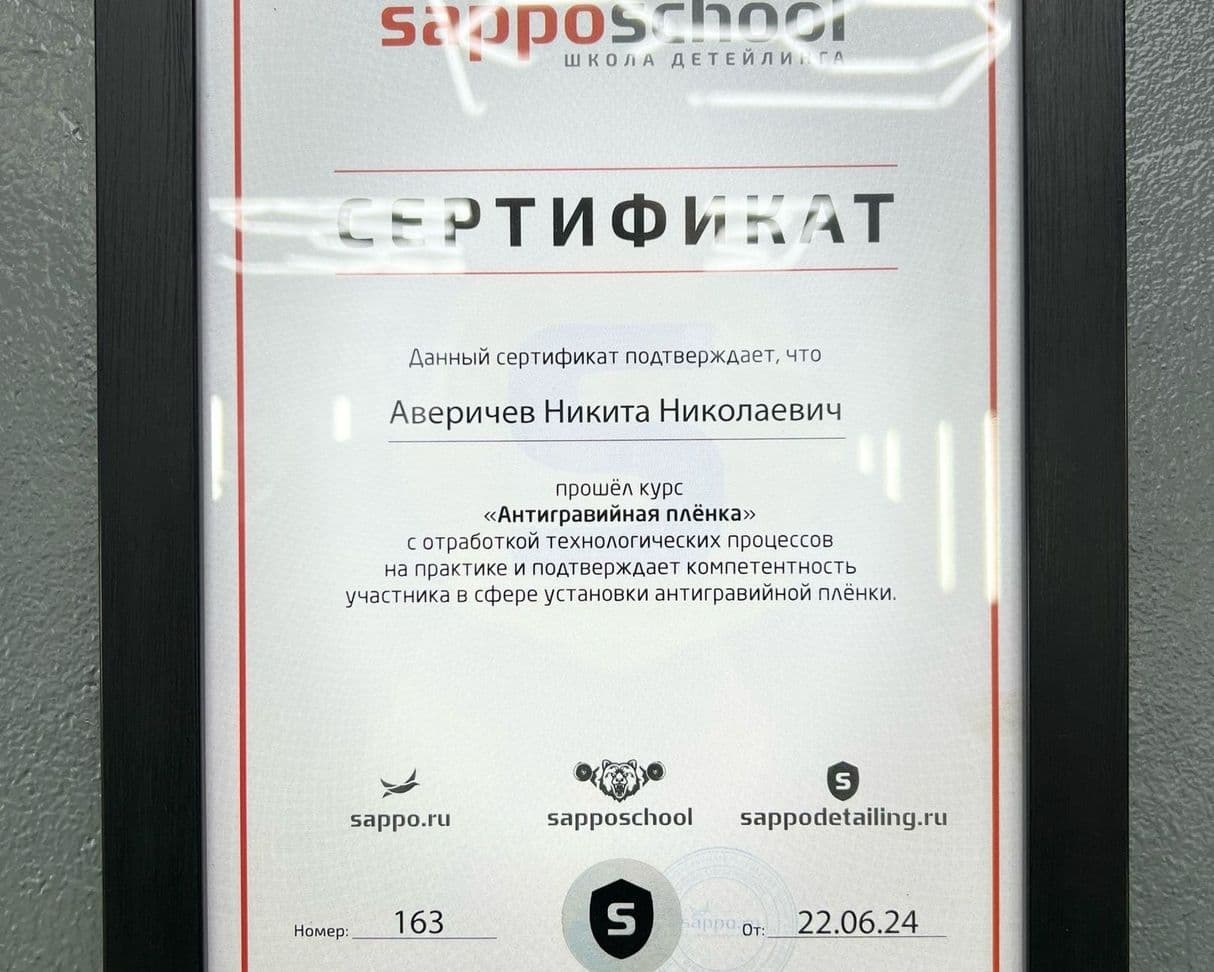 sapposchool
ШКОЛА ДЕТЕЙЛИНГА
СЕРТИФИКАТ
Данный сертификат подтверждает, что
Аверичев Никита Николаевич
прошёл курс
«Антигравийная плёнка»
с отработкой технологических процессов
на практике и подтверждает компетентность
участника в сфере установки антигравийной плёнки.
sappo.ru sapposchool sappodetailing.ru
S
Номер: 163 S sappo.ru От: 22.06.24